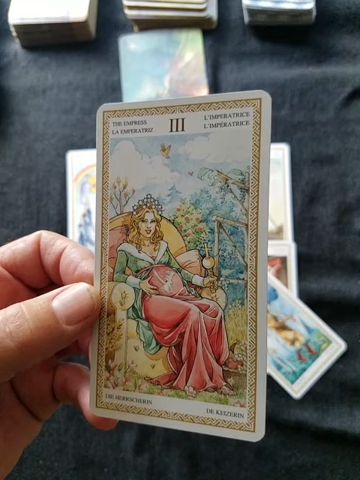 THE EMPRESS
LA EMPERATRIZ
III
L'IMPERATRICE
L'IMPÉRATRICE
DIE HERRSCHERIN
DE KEIZERIN